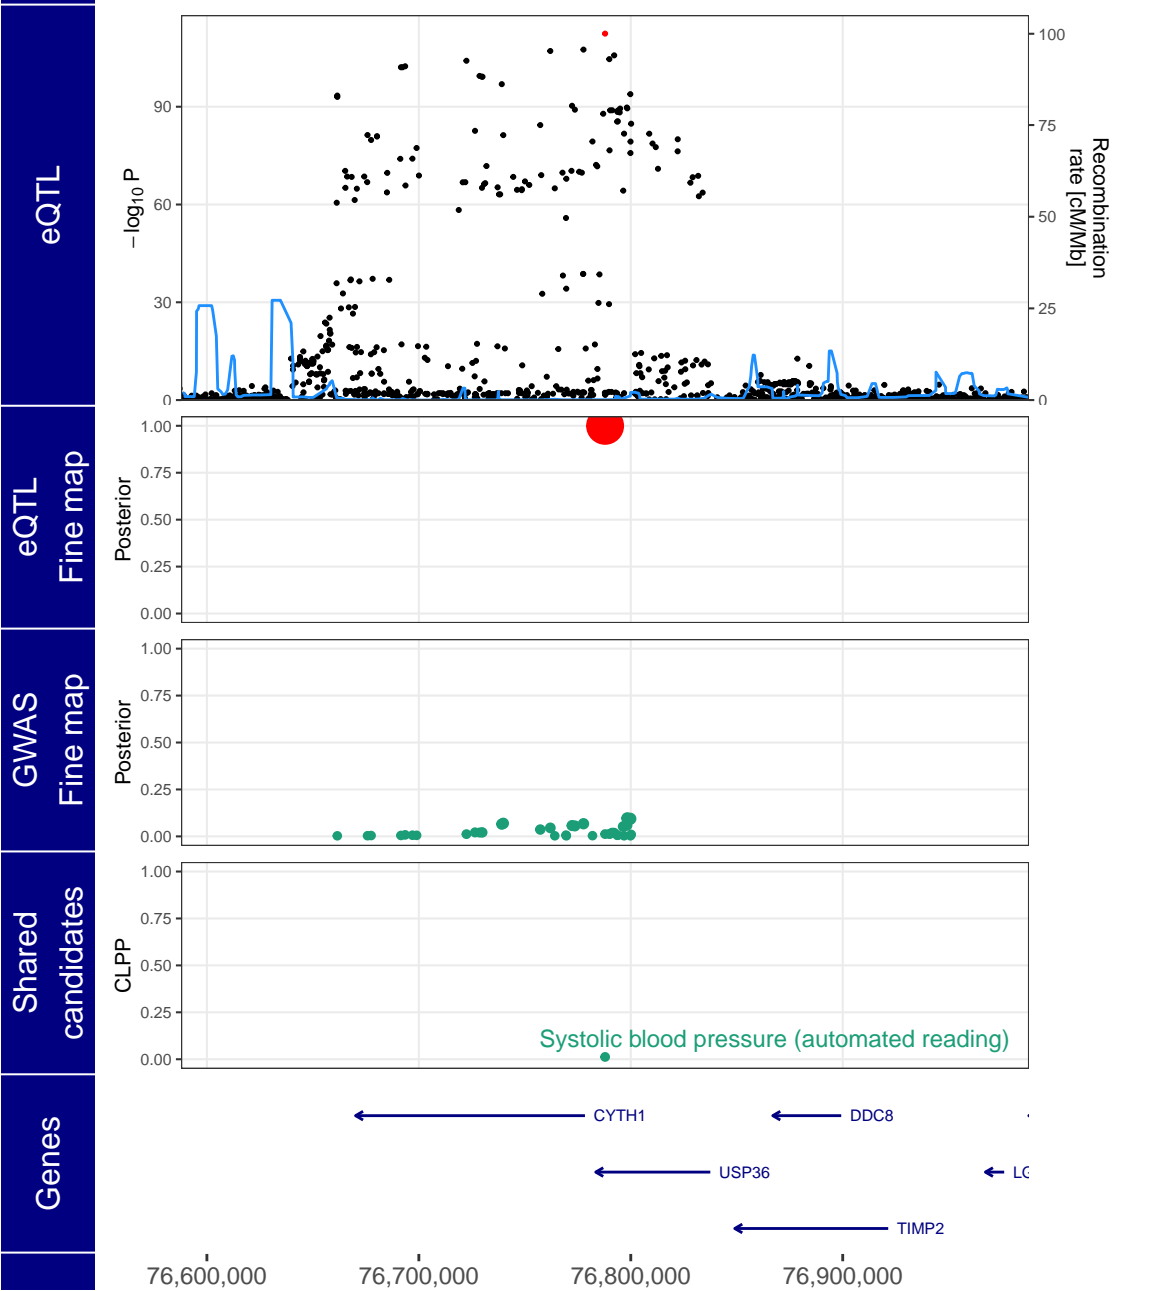 eQTL
−log10 P
90
60
30
0
100
75
50
25
0
Recombination
rate [cM/Mb]
eQTL
Fine map
Posterior
1.00
0.75
0.50
0.25
0.00
GWAS
Fine map
Posterior
1.00
0.75
0.50
0.25
0.00
Shared
candidates
CLPP
1.00
0.75
0.50
0.25
0.00
Systolic blood pressure (automated reading)
Genes
CYTH1
DDC8
USP36
TIMP2
76,600,000
76,700,000
76,800,000
76,900,000